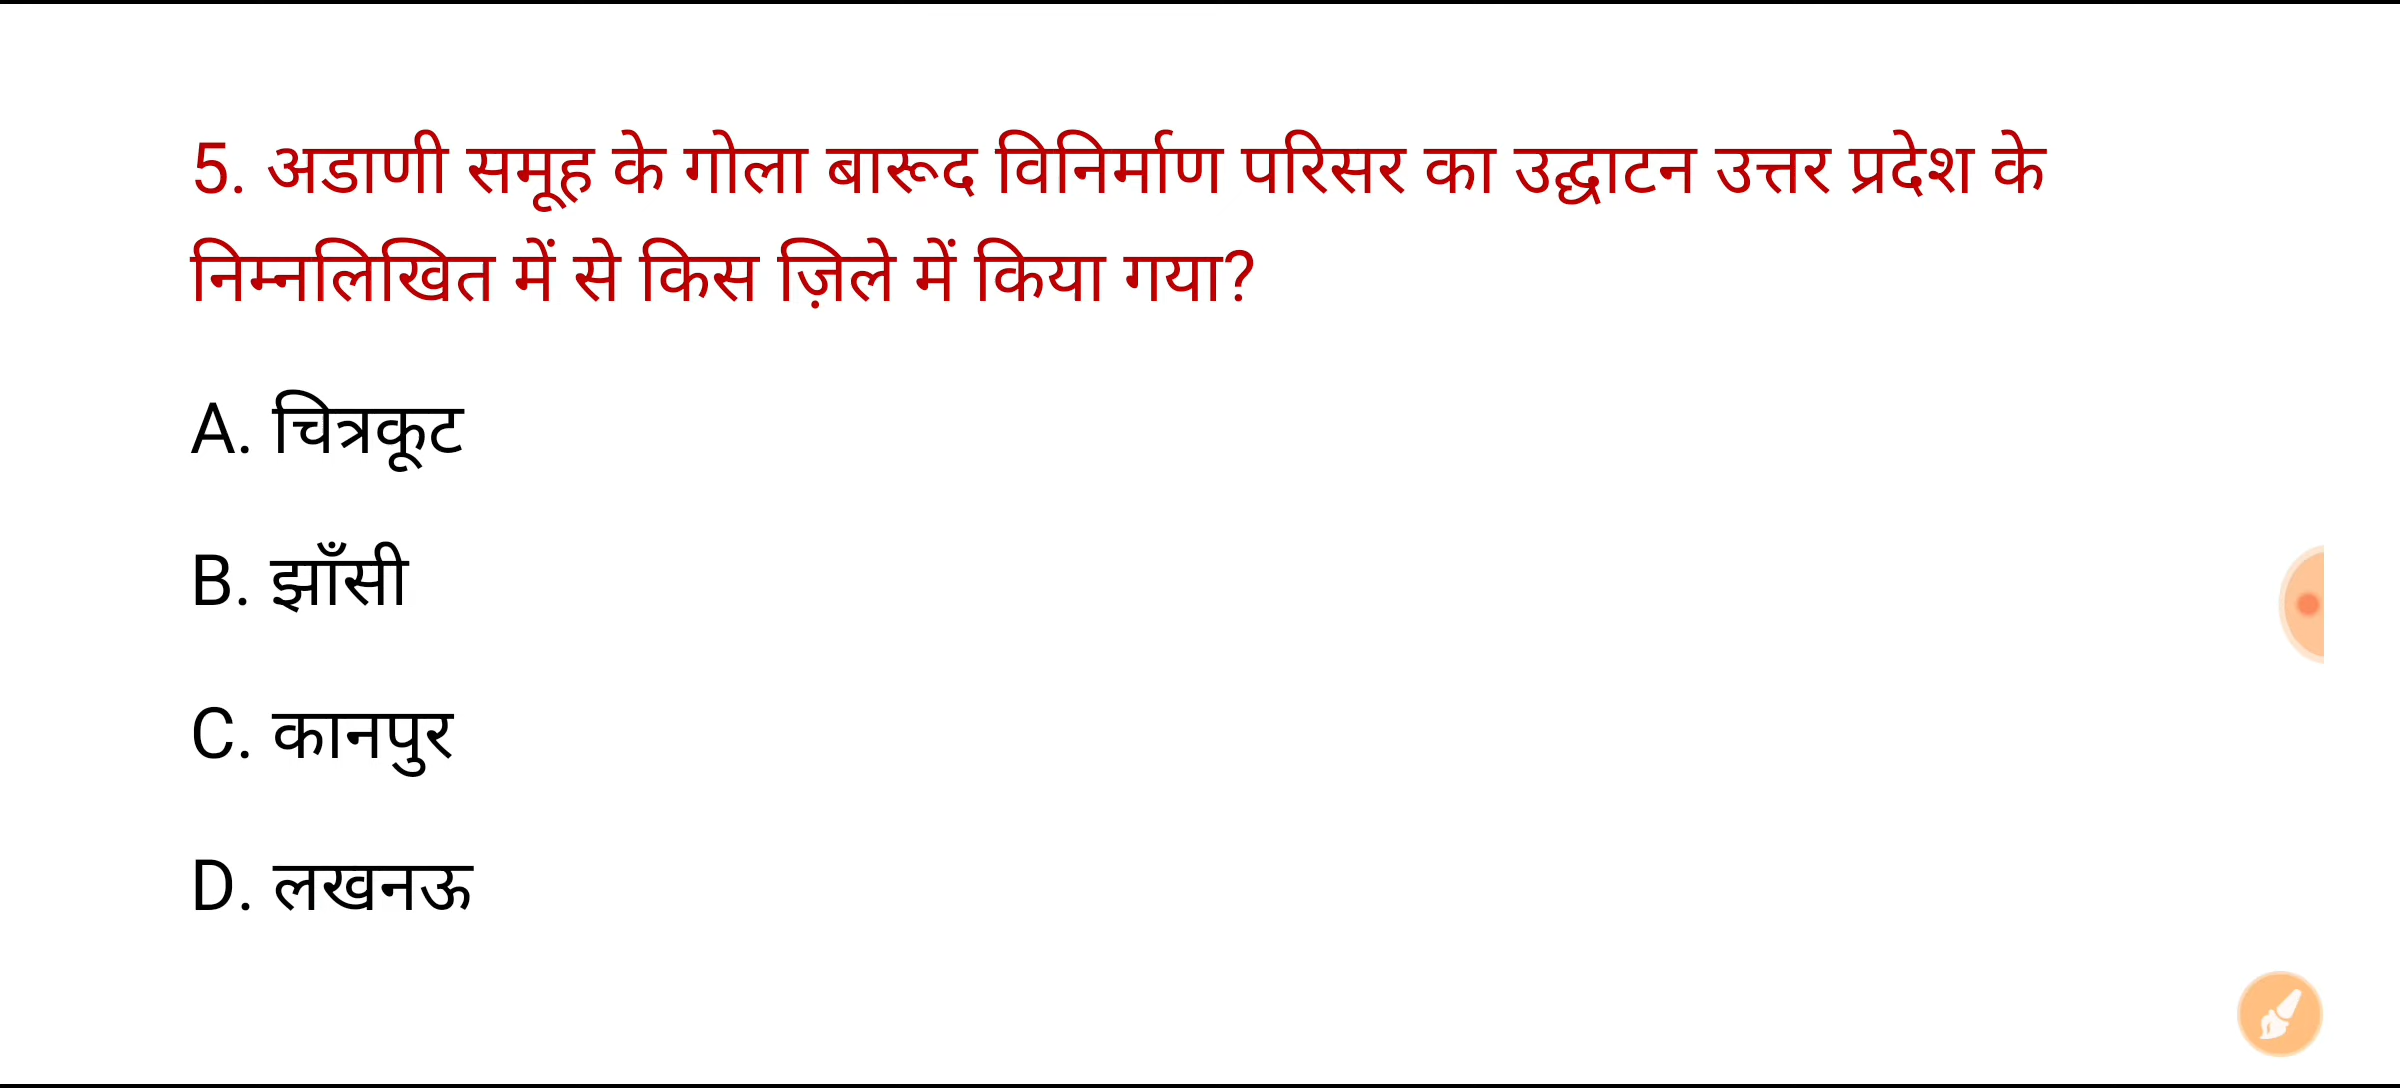 5. अडाणी समूह के गोला बारूद विनिर्माण परिसर का उद्घाटन उत्तर प्रदेश के
निम्नलिखित में से किस ज़िले में किया गया?
A. चित्रकूट
B. झाँसी
C. कानपुर
D. लखनऊ